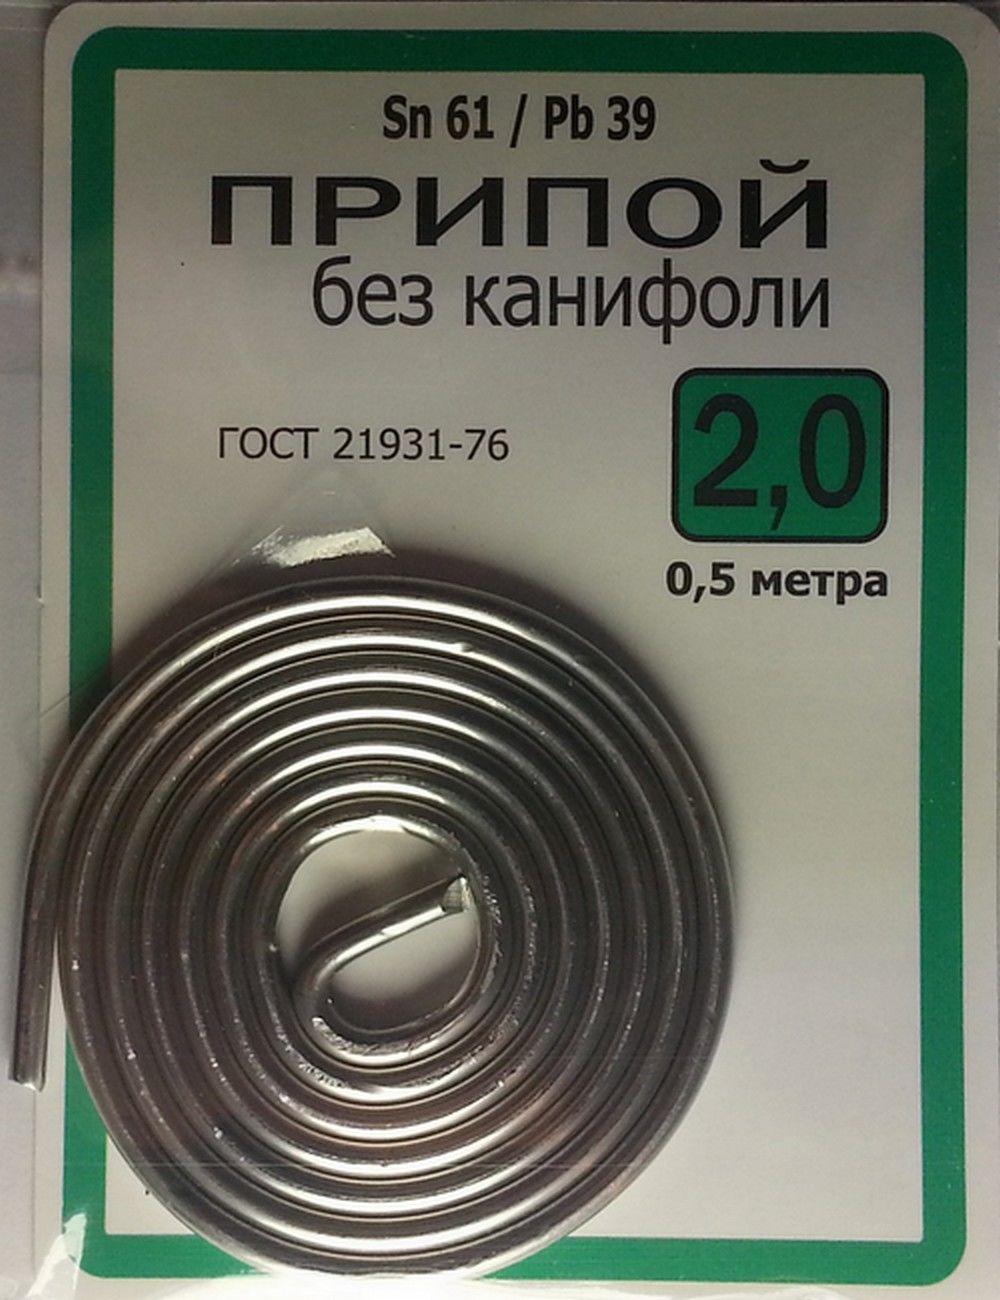 Sn 61 / Pb 39
ПРИПОЙ
без канифоли
ГОСТ 21931-76
2,0
0,5 метра